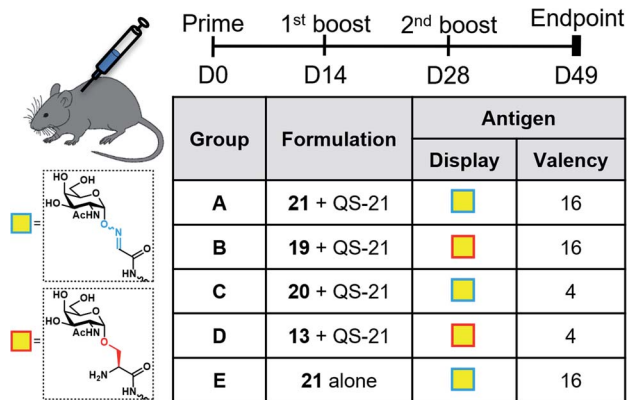 Prime 1st boost 2nd boost Endpoint
D0 D14 D28 D49
Group Formulation Antigen
Display Valency
A 21 + QS-21 16
B 19 + QS-21 16
C 20 + QS-21 4
D 13 + QS-21 4
E 21 alone 16
HO OH
HO O
AcHN O
N
O
HN
=
HO OH
HO O
AcHN
O
O
H2N
HN
=